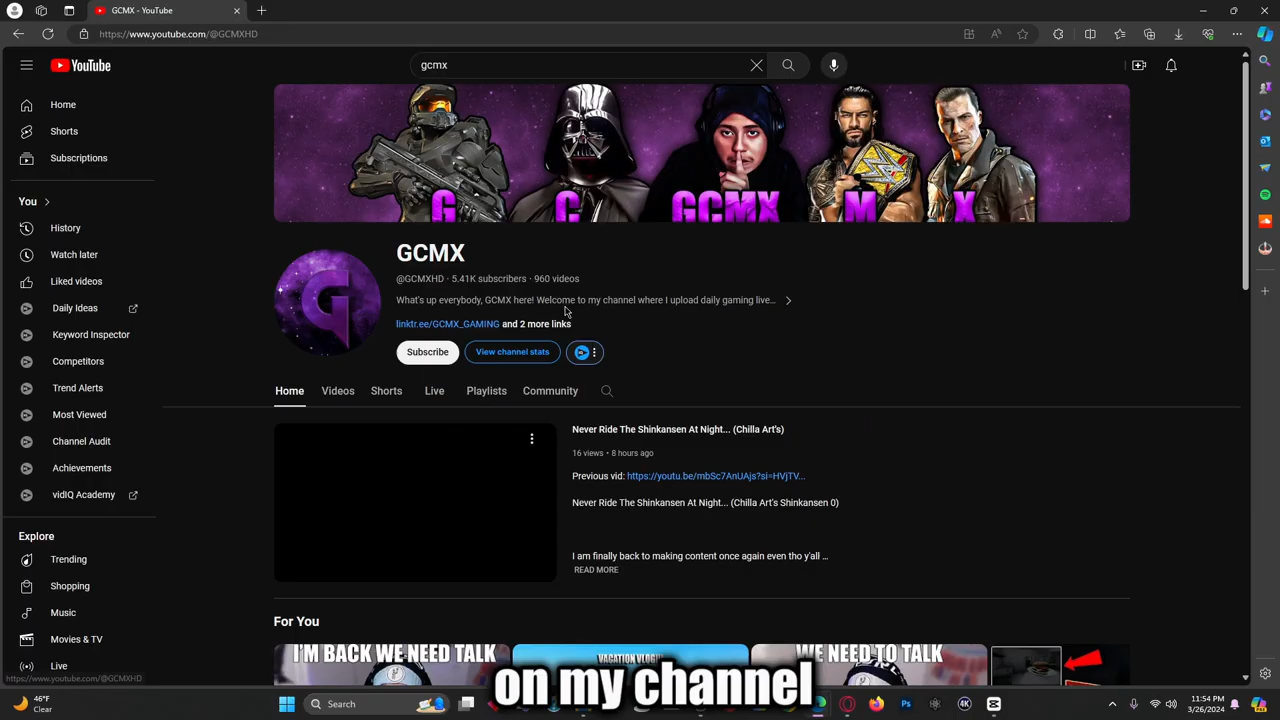 GCMX - YouTube
https://www.youtube.com/@GCMXHD
YouTube
gcmx
Home
Shorts
Subscriptions
You
History
Watch later
Liked videos
Daily Ideas
Keyword Inspector
Competitors
Trend Alerts
Most Viewed
Channel Audit
Achievements
vidIQ Academy
Explore
Trending
Shopping
Music
Movies & TV
Live
G C GCMX M X
G
GCMX
@GCMXHD · 5.41K subscribers · 960 videos
What's up everybody, GCMX here! Welcome to my channel where I upload daily gaming live...
linktr.ee/GCMX_GAMING and 2 more links
Subscribe
View channel stats
Home Videos Shorts Live Playlists Community
Never Ride The Shinkansen At Night... (Chilla Art's)
16 views • 8 hours ago
Previous vid: https://youtu.be/mbSc7AnUAjs?si=HVjTV...
Never Ride The Shinkansen At Night... (Chilla Art's Shinkansen 0)
I am finally back to making content once again even tho y'all ...
READ MORE
For You
I'M BACK WE NEED TALK
VACATION VLOG!!
WE NEED TO TALK
on my channel
https://www.youtube.com/@GCMXHD
46°F
Clear
Search
11:54 PM
3/26/2024